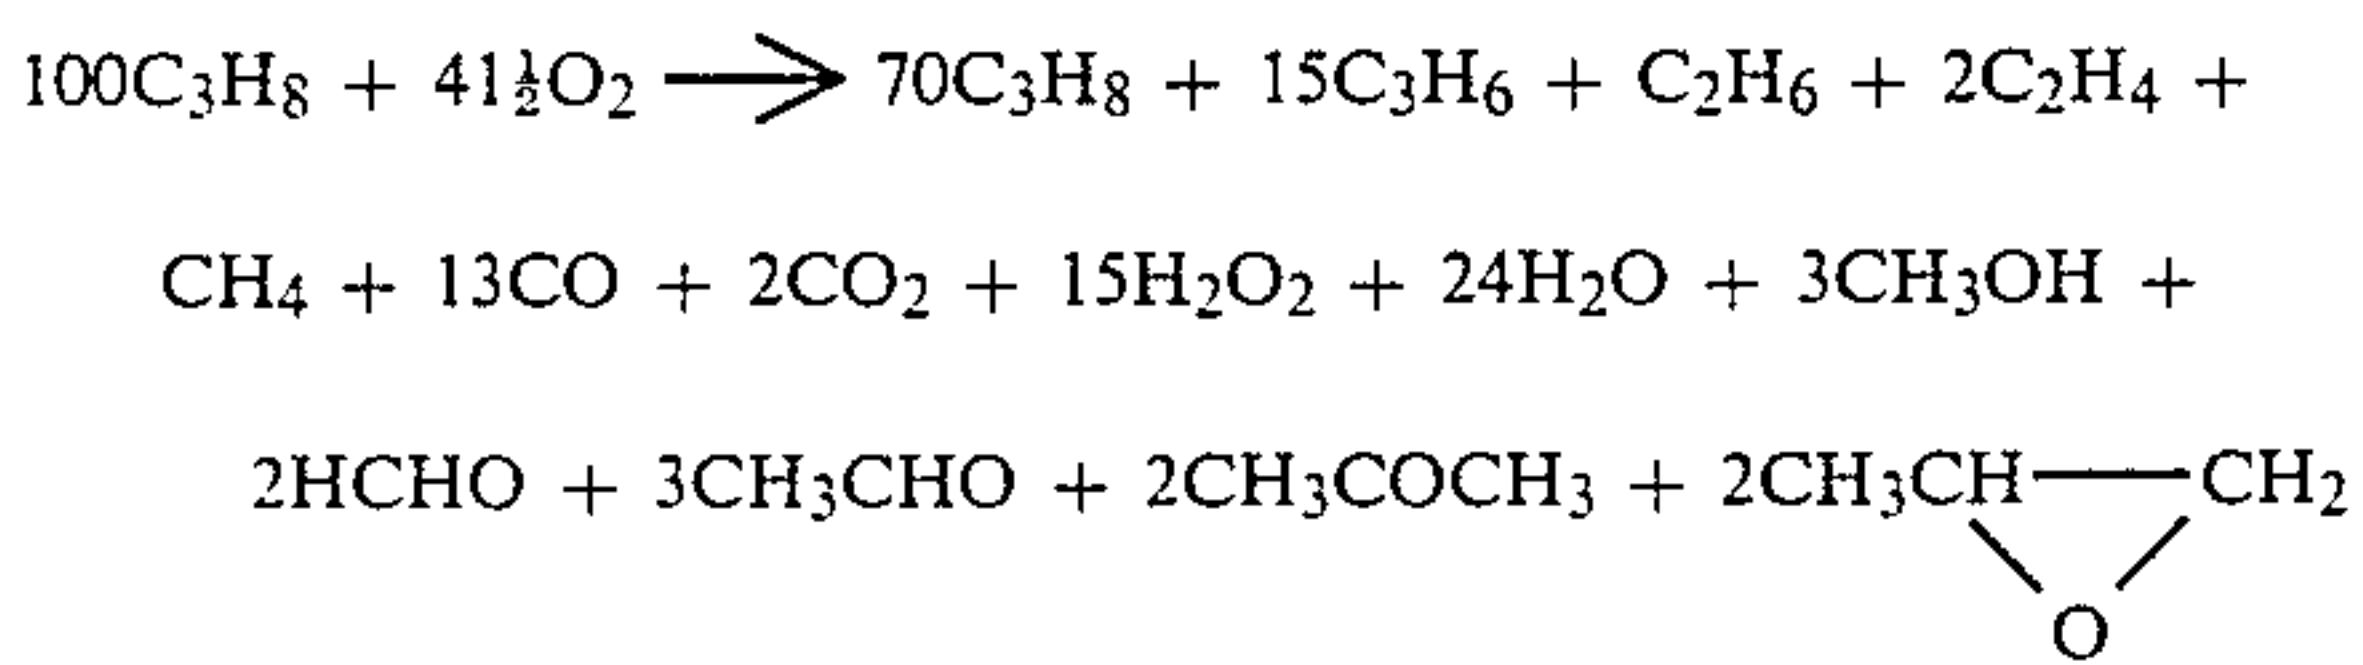 100C₃H₈ + 41½O₂ ⟶ 70C₃H₈ + 15C₃H₆ + C₂H₆ + 2C₂H₄ +
CH₄ + 13CO + 2CO₂ + 15H₂O₂ + 24H₂O + 3CH₃OH +
2HCHO + 3CH₃CHO + 2CH₃COCH₃ + 2CH₃CH—CH₂
O